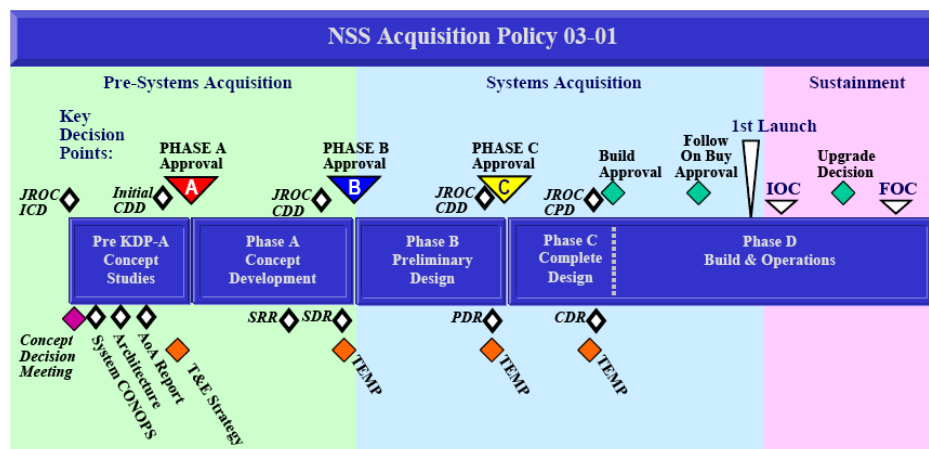 NSS Acquisition Policy 03-01
Pre-Systems Acquisition
Systems Acquisition
Sustainment
Key
Decision
Points:
PHASE A
Approval
PHASE B
Approval
PHASE C
Approval
Build
Approval
Follow
On Buy
Approval
1st Launch
Upgrade
Decision
JROC
ICD
Initial
CDD
A
JROC
CDD
B
JROC
CDD
C
JROC
CPD
IOC
FOC
Pre KDP-A
Concept
Studies
Phase A
Concept
Development
Phase B
Preliminary
Design
Phase C
Complete
Design
Phase D
Build & Operations
Concept
Decision
Meeting
System CONOPS
Architecture
AoA Report
T&E Strategy
SRR
SDR
TEMP
PDR
TEMP
CDR
TEMP